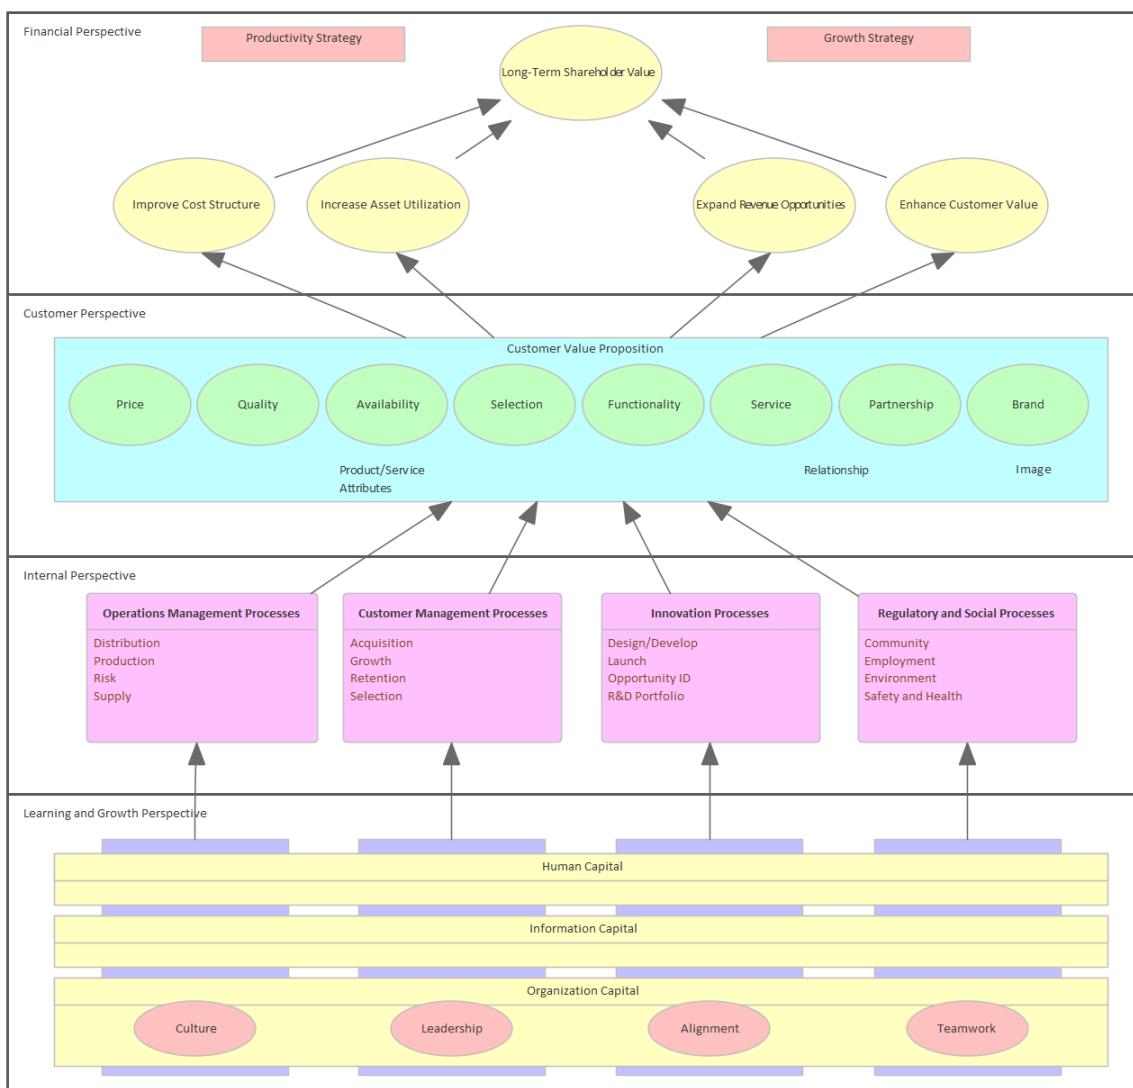 Financial Perspective
Productivity Strategy
Growth Strategy
Long-Term Shareholder Value
Improve Cost Structure
Increase Asset Utilization
Expand Revenue Opportunities
Enhance Customer Value
Customer Perspective
Customer Value Proposition
Price
Quality
Availability
Selection
Functionality
Service
Partnership
Brand
Product/Service
Attributes
Relationship
Image
Internal Perspective
Operations Management Processes
Distribution
Production
Risk
Supply
Customer Management Processes
Acquisition
Growth
Retention
Selection
Innovation Processes
Design/Develop
Launch
Opportunity ID
R&D Portfolio
Regulatory and Social Processes
Community
Employment
Environment
Safety and Health
Learning and Growth Perspective
Human Capital
Information Capital
Organization Capital
Culture
Leadership
Alignment
Teamwork